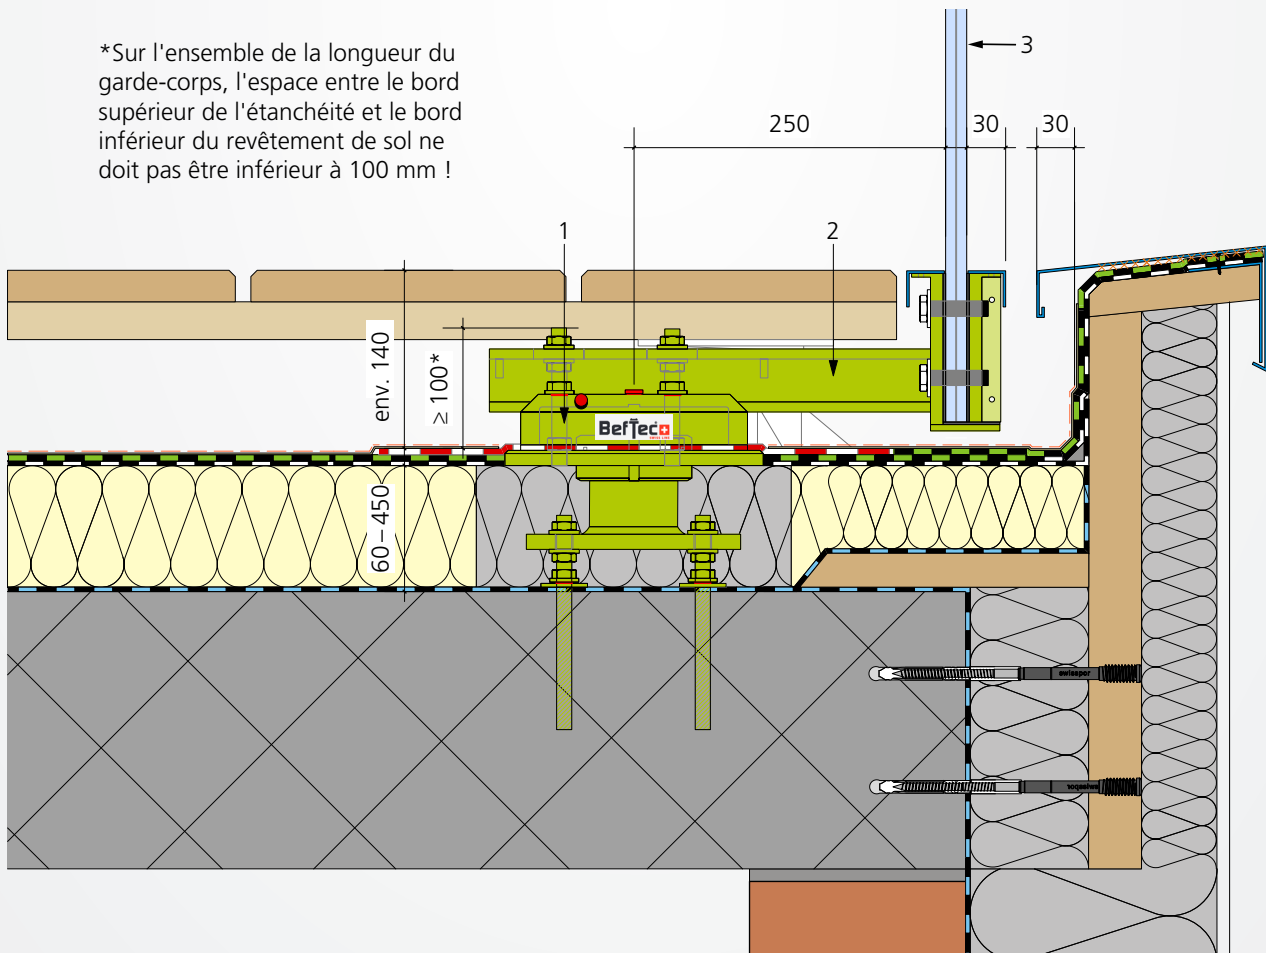 *Sur l'ensemble de la longueur du
garde-corps, l'espace entre le bord
supérieur de l'étanchéité et le bord
inférieur du revêtement de sol ne
doit pas être inférieur à 100 mm !
3
250
30
30
1
2
env. 140
≥ 100*
BefTec
60–450
swisspor
swisspor